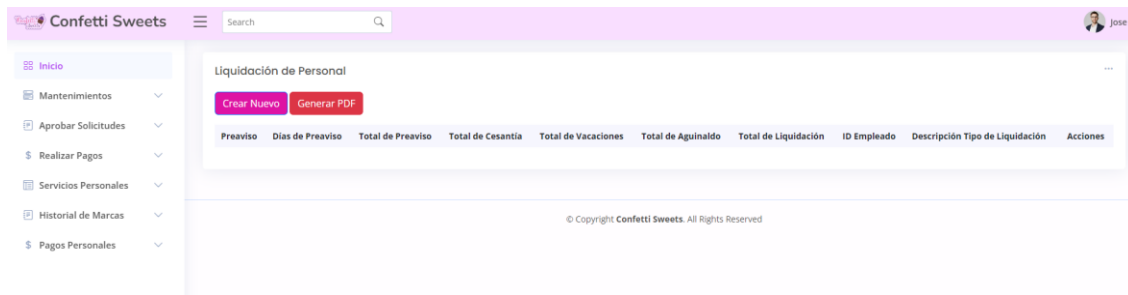 Confetti Sweets
Search
Jose
Inicio
Mantenimientos
Aprobar Solicitudes
$ Realizar Pagos
Servicios Personales
Historial de Marcas
$ Pagos Personales
Liquidación de Personal
...
Crear Nuevo Generar PDF
Preaviso Días de Preaviso Total de Preaviso Total de Cesantía Total de Vacaciones Total de Aguinaldo Total de Liquidación ID Empleado Descripción Tipo de Liquidación Acciones
© Copyright Confetti Sweets. All Rights Reserved